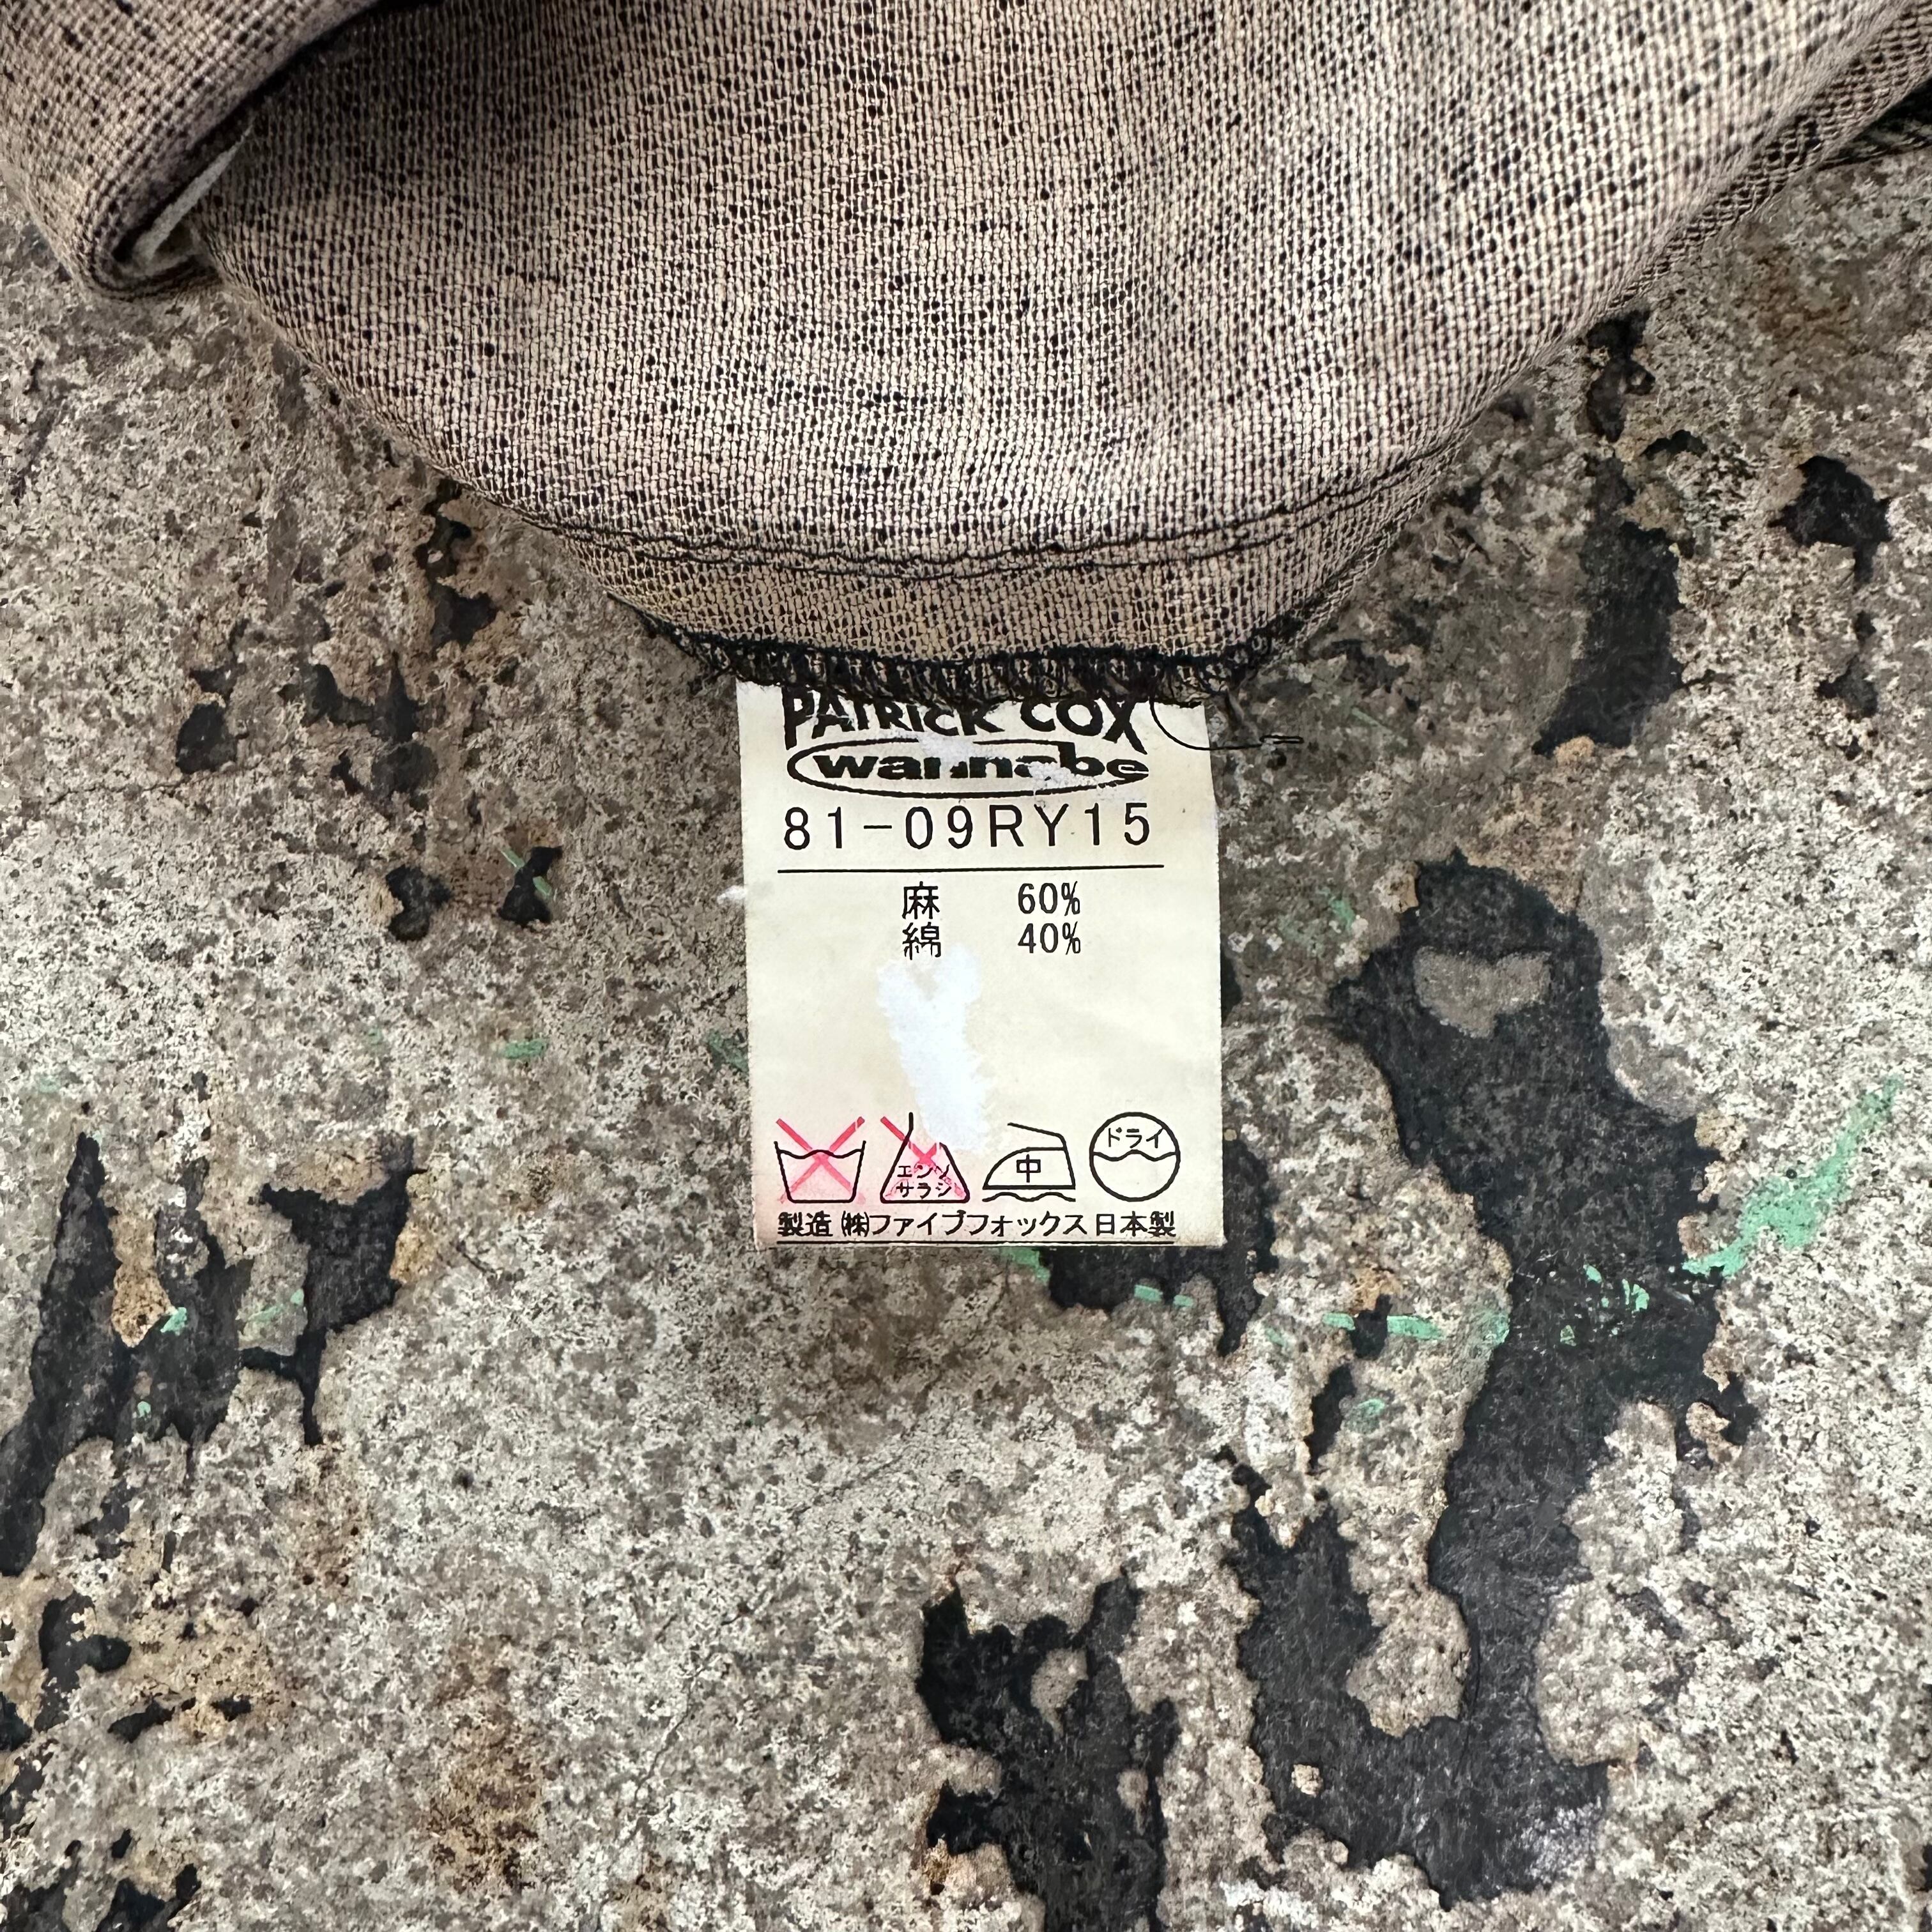 PATRICK COX
wannabe
81-09RY15
麻 60%
綿 40%
エンソ
サラシ
中
ドライ
製造 ㈱ファイブフォックス 日本製